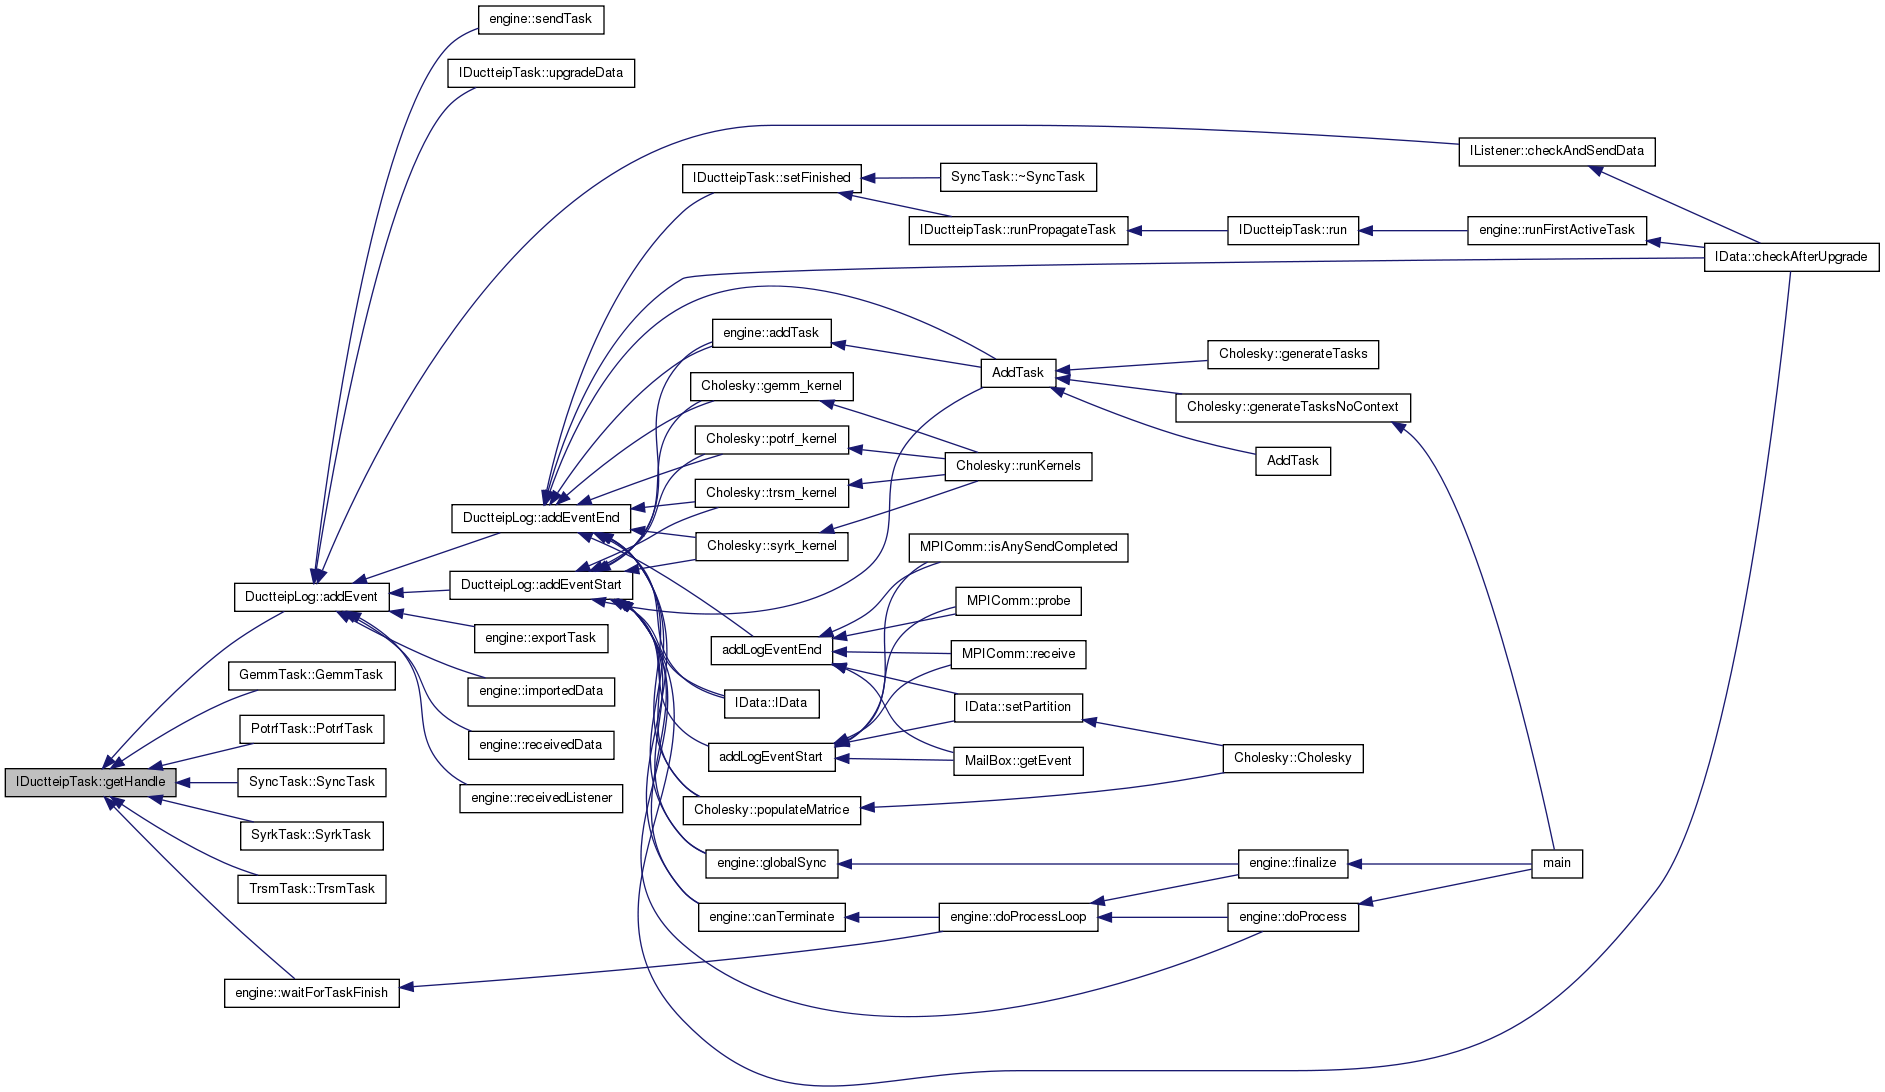 engine::sendTask
IDuctteipTask::upgradeData
IListener::checkAndSendData
IDuctteipTask::setFinished
SyncTask::~SyncTask
IDuctteipTask::runPropagateTask
IDuctteipTask::run
engine::runFirstActiveTask
IData::checkAfterUpgrade
engine::addTask
Cholesky::generateTasks
AddTask
Cholesky::gemm_kernel
Cholesky::generateTasksNoContext
Cholesky::potrf_kernel
AddTask
Cholesky::runKernels
Cholesky::trsm_kernel
DuctteipLog::addEventEnd
Cholesky::syrk_kernel
MPIComm::isAnySendCompleted
DuctteipLog::addEventStart
DuctteipLog::addEvent
MPIComm::probe
engine::exportTask
addLogEventEnd
MPIComm::receive
GemmTask::GemmTask
engine::importedData
IData::IData
IData::setPartition
PotrfTask::PotrfTask
engine::receivedData
addLogEventStart
MailBox::getEvent
Cholesky::Cholesky
IDuctteipTask::getHandle
SyncTask::SyncTask
engine::receivedListener
Cholesky::populateMatrice
SyrkTask::SyrkTask
engine::globalSync
engine::finalize
main
TrsmTask::TrsmTask
engine::canTerminate
engine::doProcessLoop
engine::doProcess
engine::waitForTaskFinish